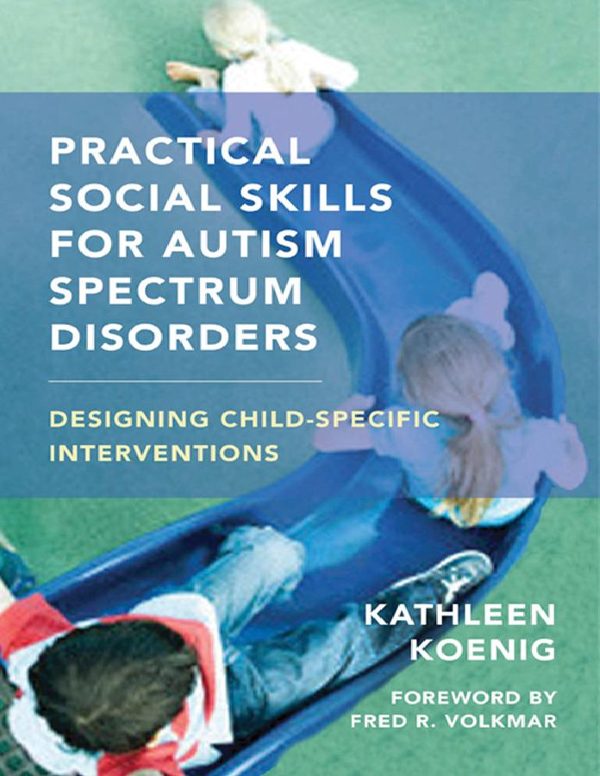 PRACTICAL
SOCIAL SKILLS
FOR AUTISM
SPECTRUM
DISORDERS
DESIGNING CHILD-SPECIFIC
INTERVENTIONS
KATHLEEN
KOENIG
FOREWORD BY
FRED R. VOLKMAR